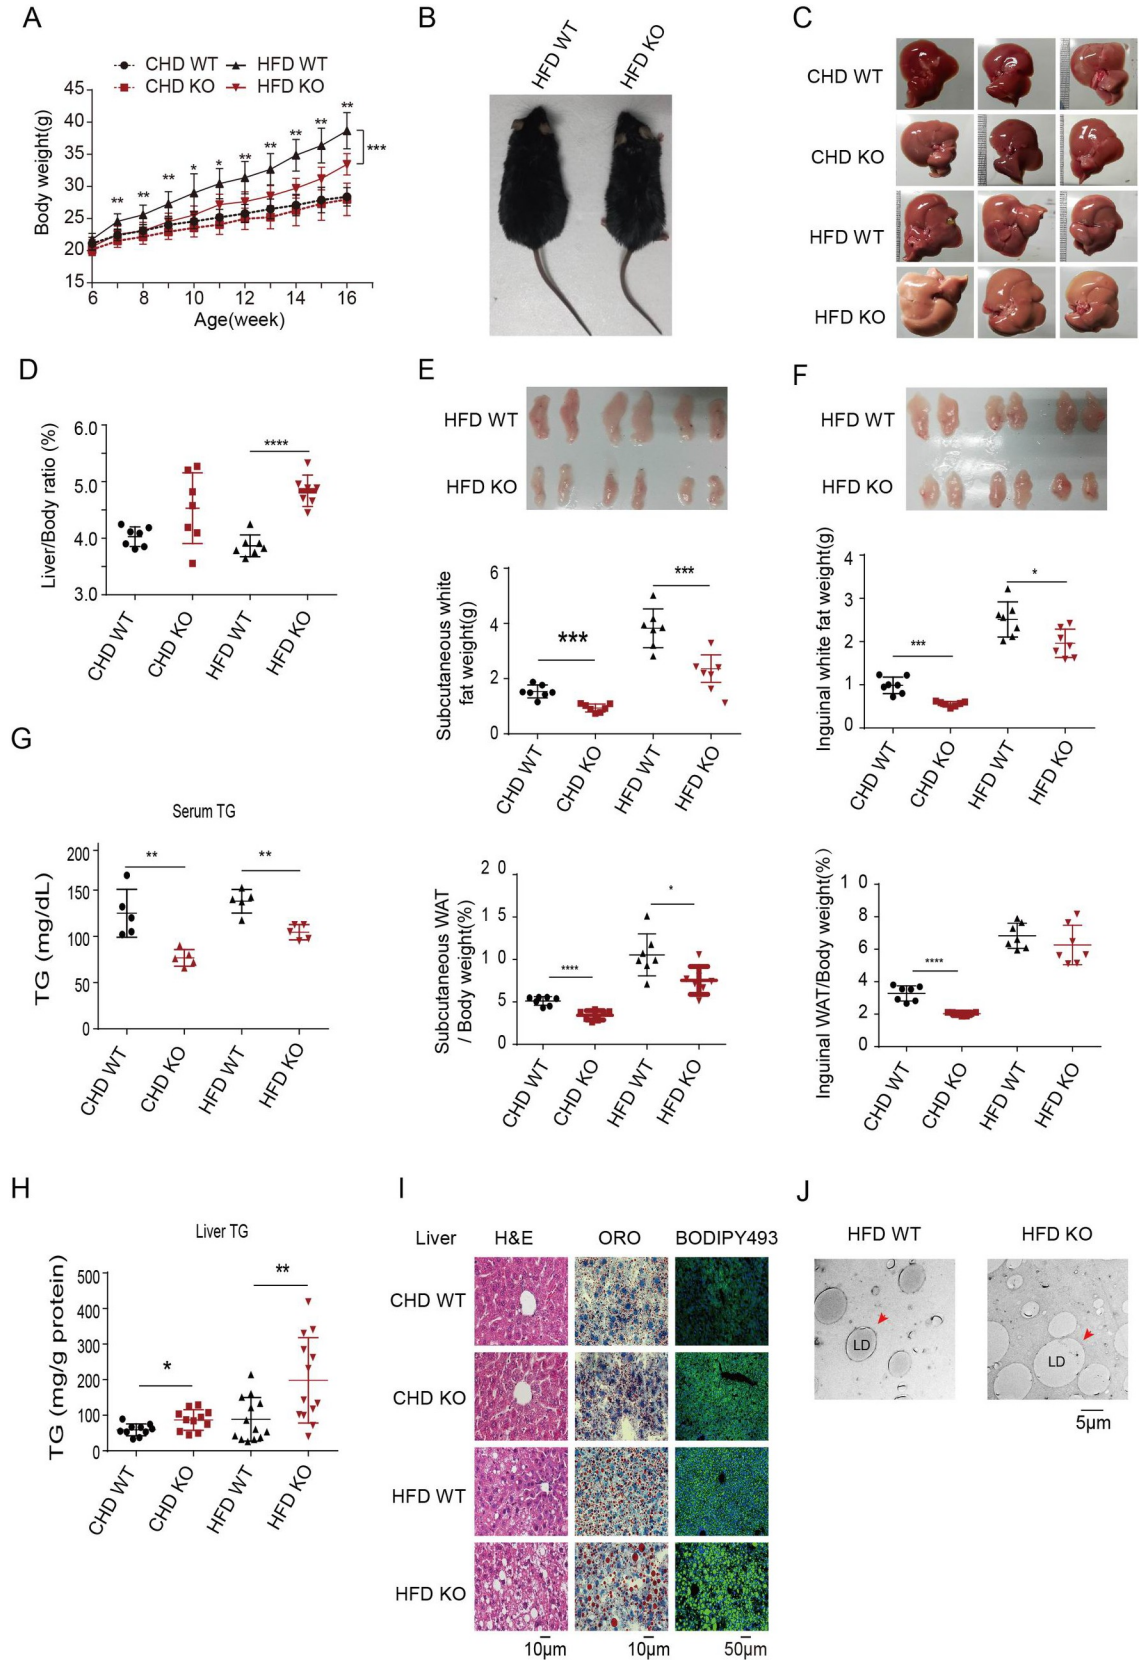 A
CHD WT
HFD WT
CHD KO
HFD KO
Body weight(g)
45
40
35
30
25
20
15
** ** ** * * ** ** ** ** **
***
6 8 10 12 14 16
Age(week)
B
HFD WT
HFD KO
C
CHD WT
CHD KO
HFD WT
HFD KO
D
Liver/Body ratio (%)
6.0
5.0
4.0
3.0
****
CHD WT
CHD KO
HFD WT
HFD KO
E
HFD WT
HFD KO
Subcutaneous white
fat weight(g)
6
4
2
0
***
***
CHD WT
CHD KO
HFD WT
HFD KO
Subcutaneous WAT
/ Body weight(%)
2 0
1 5
1 0
5
0
****
*
CHD WT
CHD KO
HFD WT
HFD KO
F
HFD WT
HFD KO
Inguinal white fat weight(g)
4
3
2
1
0
***
*
CHD WT
CHD KO
HFD WT
HFD KO
Inguinal WAT/Body weight(%)
1 0
8
6
4
2
0
****
CHD WT
CHD KO
HFD WT
HFD KO
G
Serum TG
TG (mg/dL)
200
150
100
50
0
**
**
CHD WT
CHD KO
HFD WT
HFD KO
H
Liver TG
TG (mg/g protein)
500
400
300
200
100
0
*
**
CHD WT
CHD KO
HFD WT
HFD KO
I
Liver H&E ORO BODIPY493
CHD WT
CHD KO
HFD WT
HFD KO
10μm 10μm 50μm
J
HFD WT
HFD KO
LD
LD
5μm